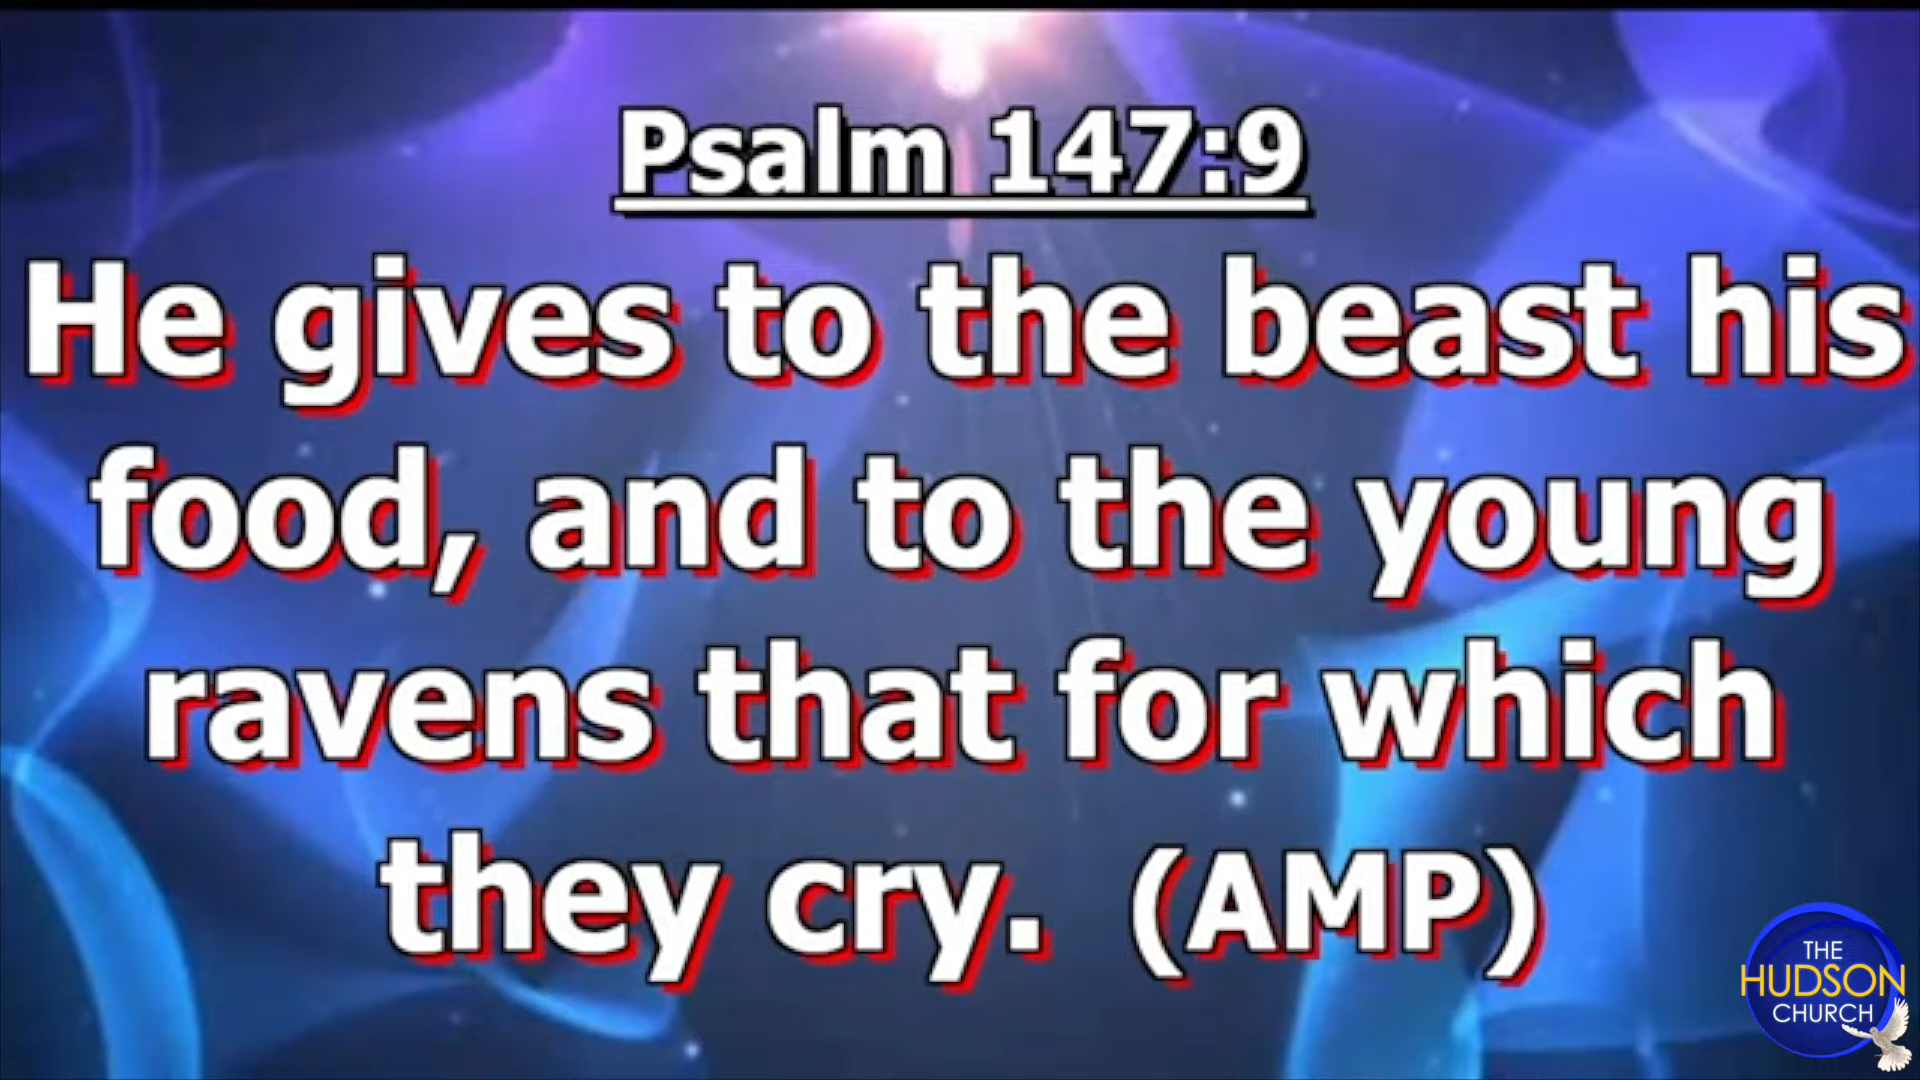 Psalm 147:9
He gives to the beast his
food, and to the young
ravens that for which
they cry. (AMP)
THE
HUDSON
CHURCH